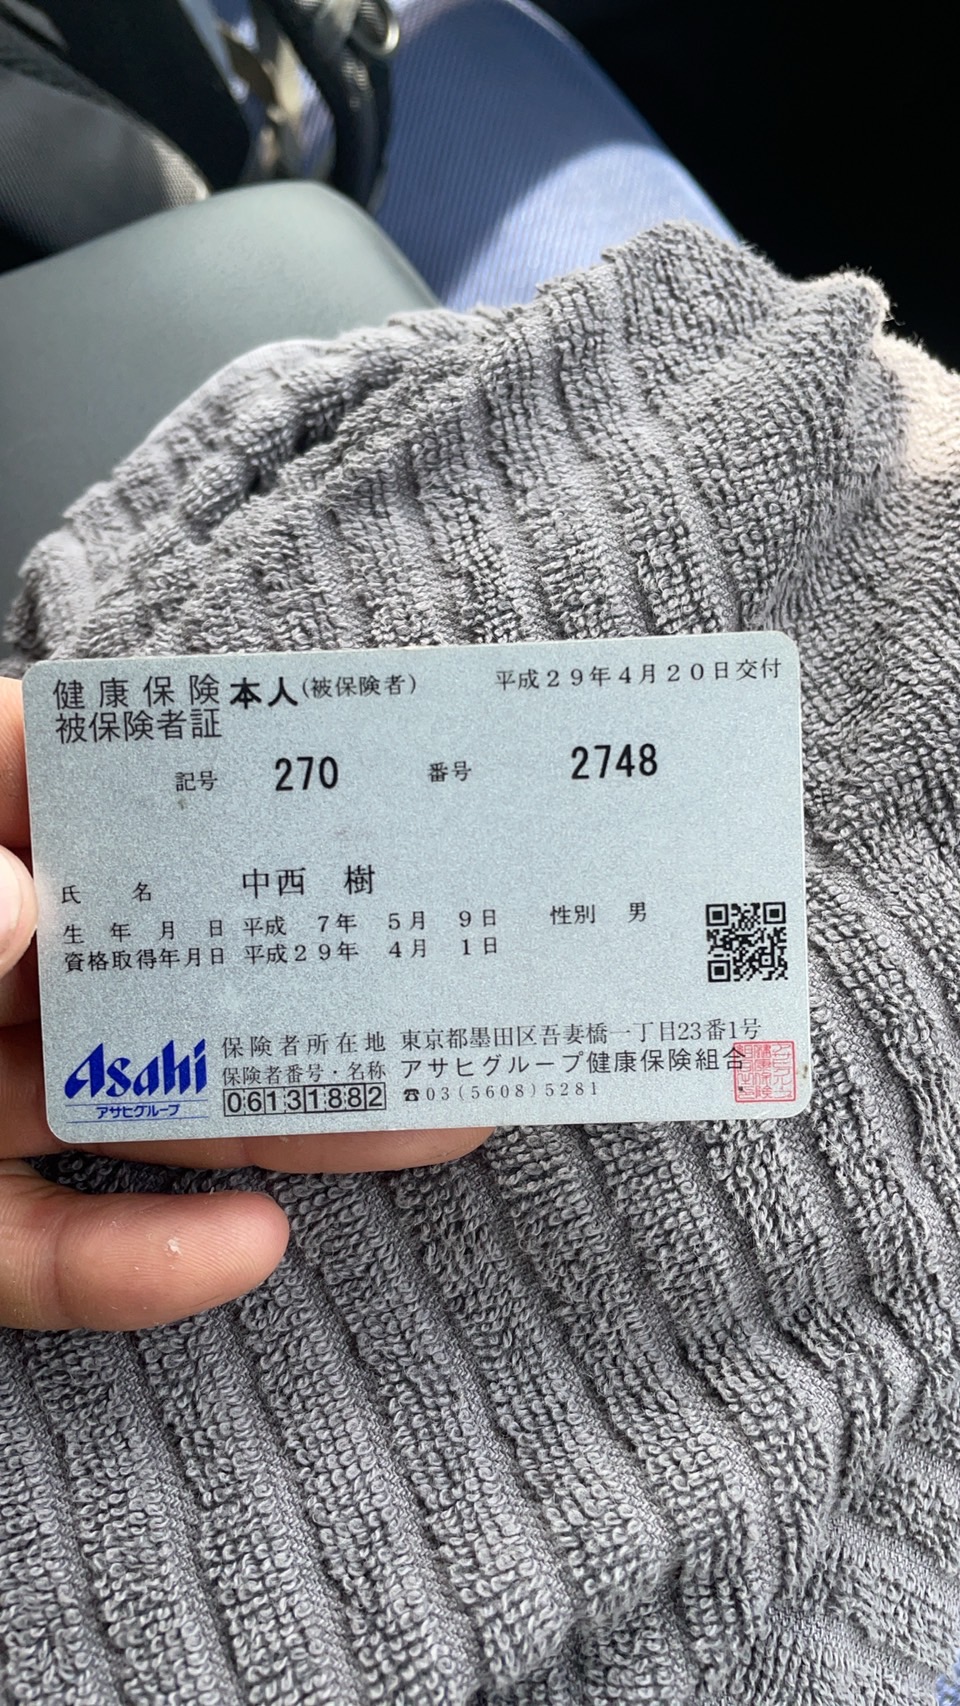 健康保険 本人(被保険者) 平成29年4月20日交付
被保険者証
記号 270 番号 2748
氏名 中西 樹
生年月日 平成 7年 5月 9日 性別 男
資格取得年月日 平成29年 4月 1日
保険者所在地 東京都墨田区吾妻橋一丁目23番1号
保険者番号・名称 アサヒグループ健康保険組合
06131882 ☎03(5608)5281
Asahi
アサヒグループ